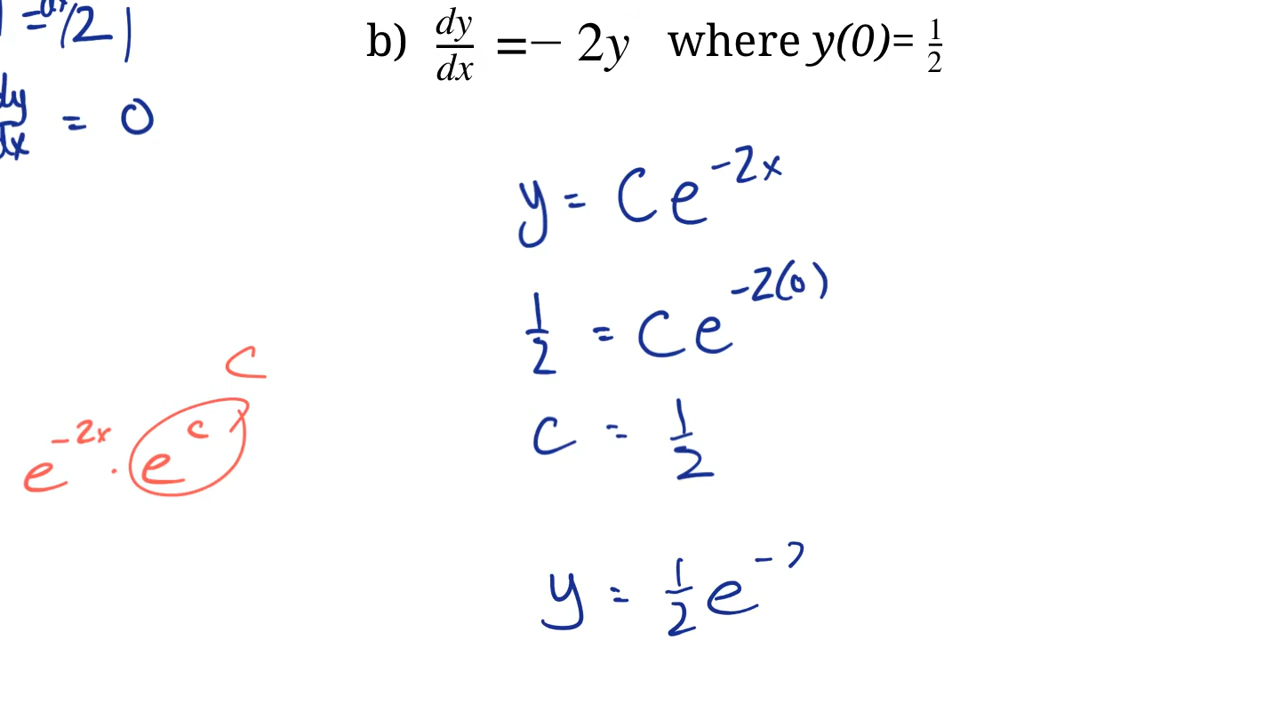 b) dy/dx = − 2y where y(0)= 1/2
dy/dx = 0
y = Ce^-2x
1/2 = Ce^-2(0)
C
c = 1/2
e^-2x · e^c
y = 1/2 e^-2